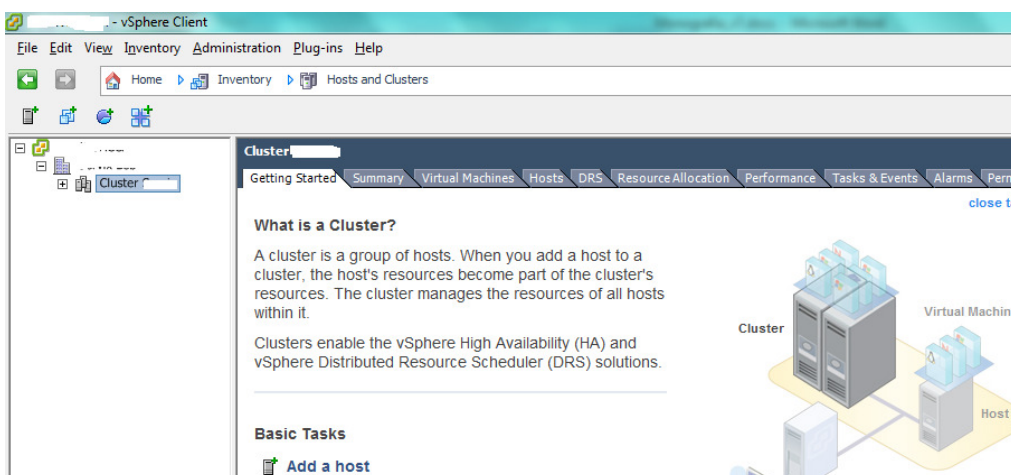 - vSphere Client
File Edit View Inventory Administration Plug-ins Help
Home Inventory Hosts and Clusters
Cluster
Getting Started Summary Virtual Machines Hosts DRS Resource Allocation Performance Tasks & Events Alarms
close
Cluster
What is a Cluster?
A cluster is a group of hosts. When you add a host to a
cluster, the host's resources become part of the cluster's
resources. The cluster manages the resources of all hosts
within it.
Clusters enable the vSphere High Availability (HA) and
vSphere Distributed Resource Scheduler (DRS) solutions.
Basic Tasks
Add a host
Cluster
Virtual Machin
Host